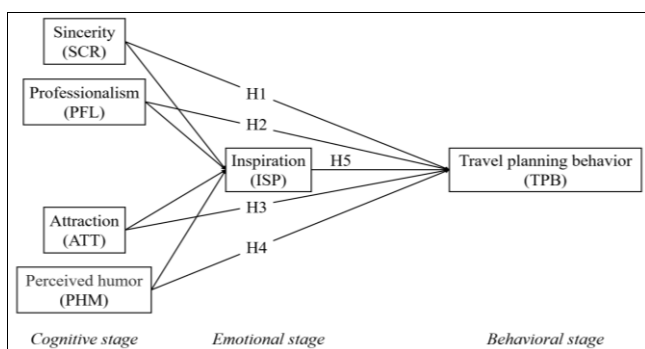 Sincerity
(SCR)
Professionalism
(PFL)
Attraction
(ATT)
Perceived humor
(PHM)
H1
H2
Inspiration
(ISP)
H5
H3
H4
Travel planning behavior
(TPB)
Cognitive stage
Emotional stage
Behavioral stage